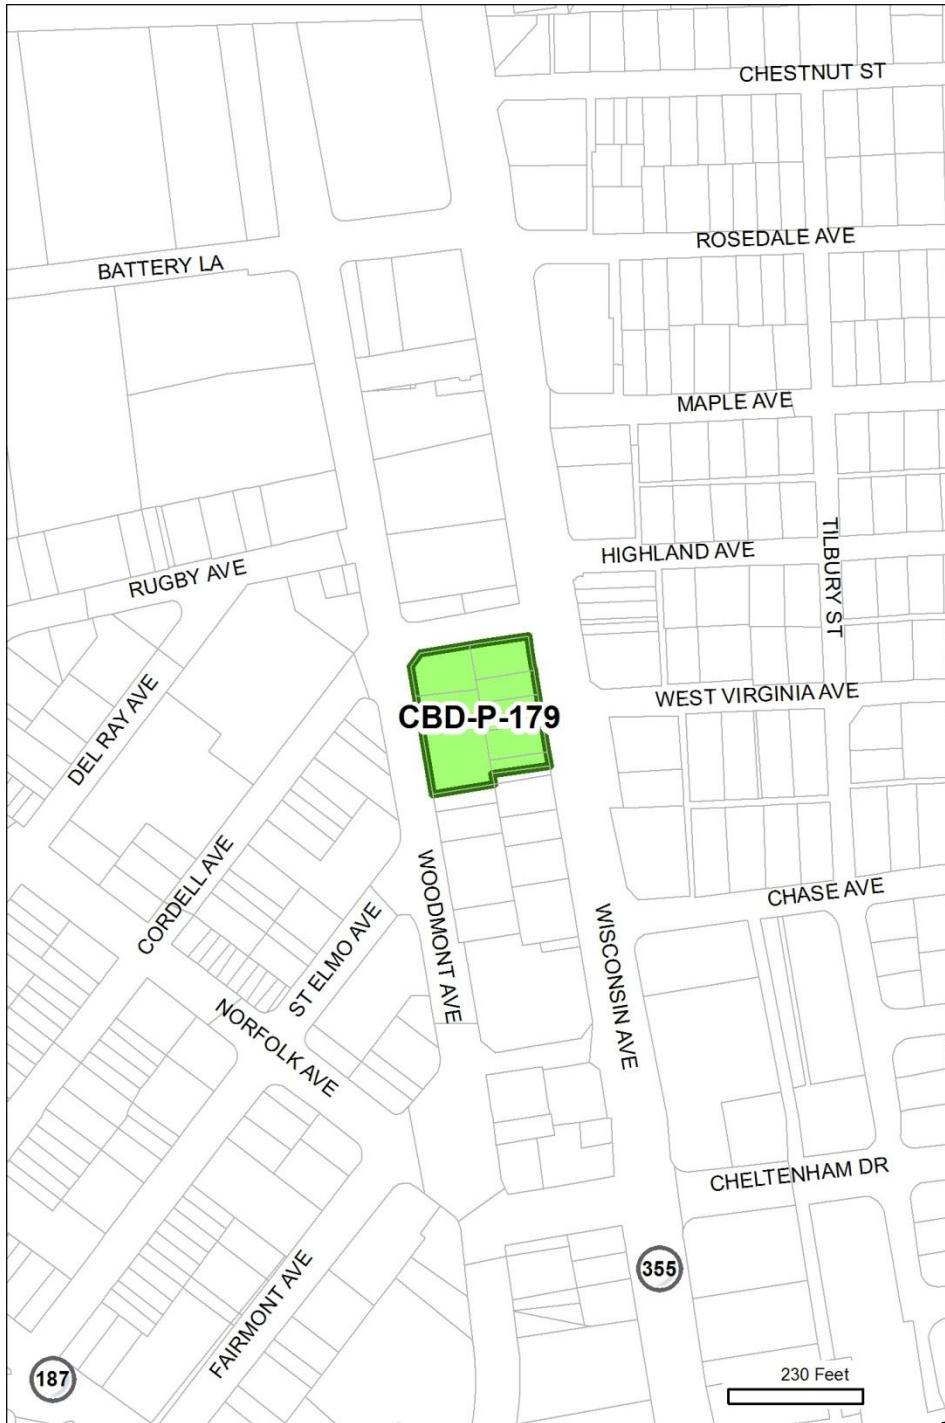 CHESTNUT ST
ROSEDALE AVE
BATTERY LA
MAPLE AVE
HIGHLAND AVE
TILBURY ST
RUGBY AVE
WEST VIRGINIA AVE
DEL RAY AVE
CBD-P-179
CHASE AVE
CORDELL AVE
WOODMONT AVE
ST ELMO AVE
WISCONSIN AVE
NORFOLK AVE
CHELTENHAM DR
355
FAIRMONT AVE
187
230 Feet